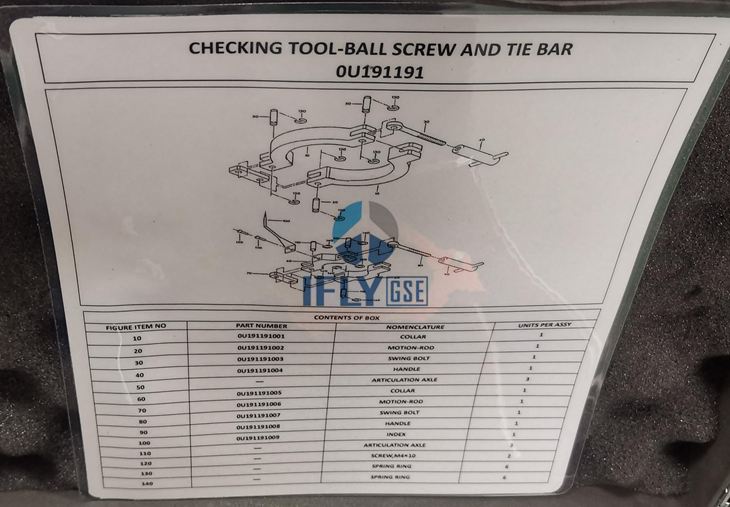 CHECKING TOOL-BALL SCREW AND TIE BAR
0U191191
IFLY GSE
CONTENTS OF BOX
FIGURE ITEM NO PART NUMBER NOMENCLATURE UNITS PER ASSY
10 0U191191001 COLLAR 1
20 0U191191002 MOTION-ROD 1
30 0U191191003 SWING BOLT 1
40 0U191191004 HANDLE 1
50 — ARTICULATION AXLE 3
60 0U191191005 COLLAR 1
70 0U191191006 MOTION-ROD 1
80 0U191191007 SWING BOLT 1
90 0U191191008 HANDLE 1
100 0U191191009 INDEX 1
110 — ARTICULATION AXLE
120 — SCREW,M4×10 2
130 — SPRING RING 6
140 — SPRING RING 6